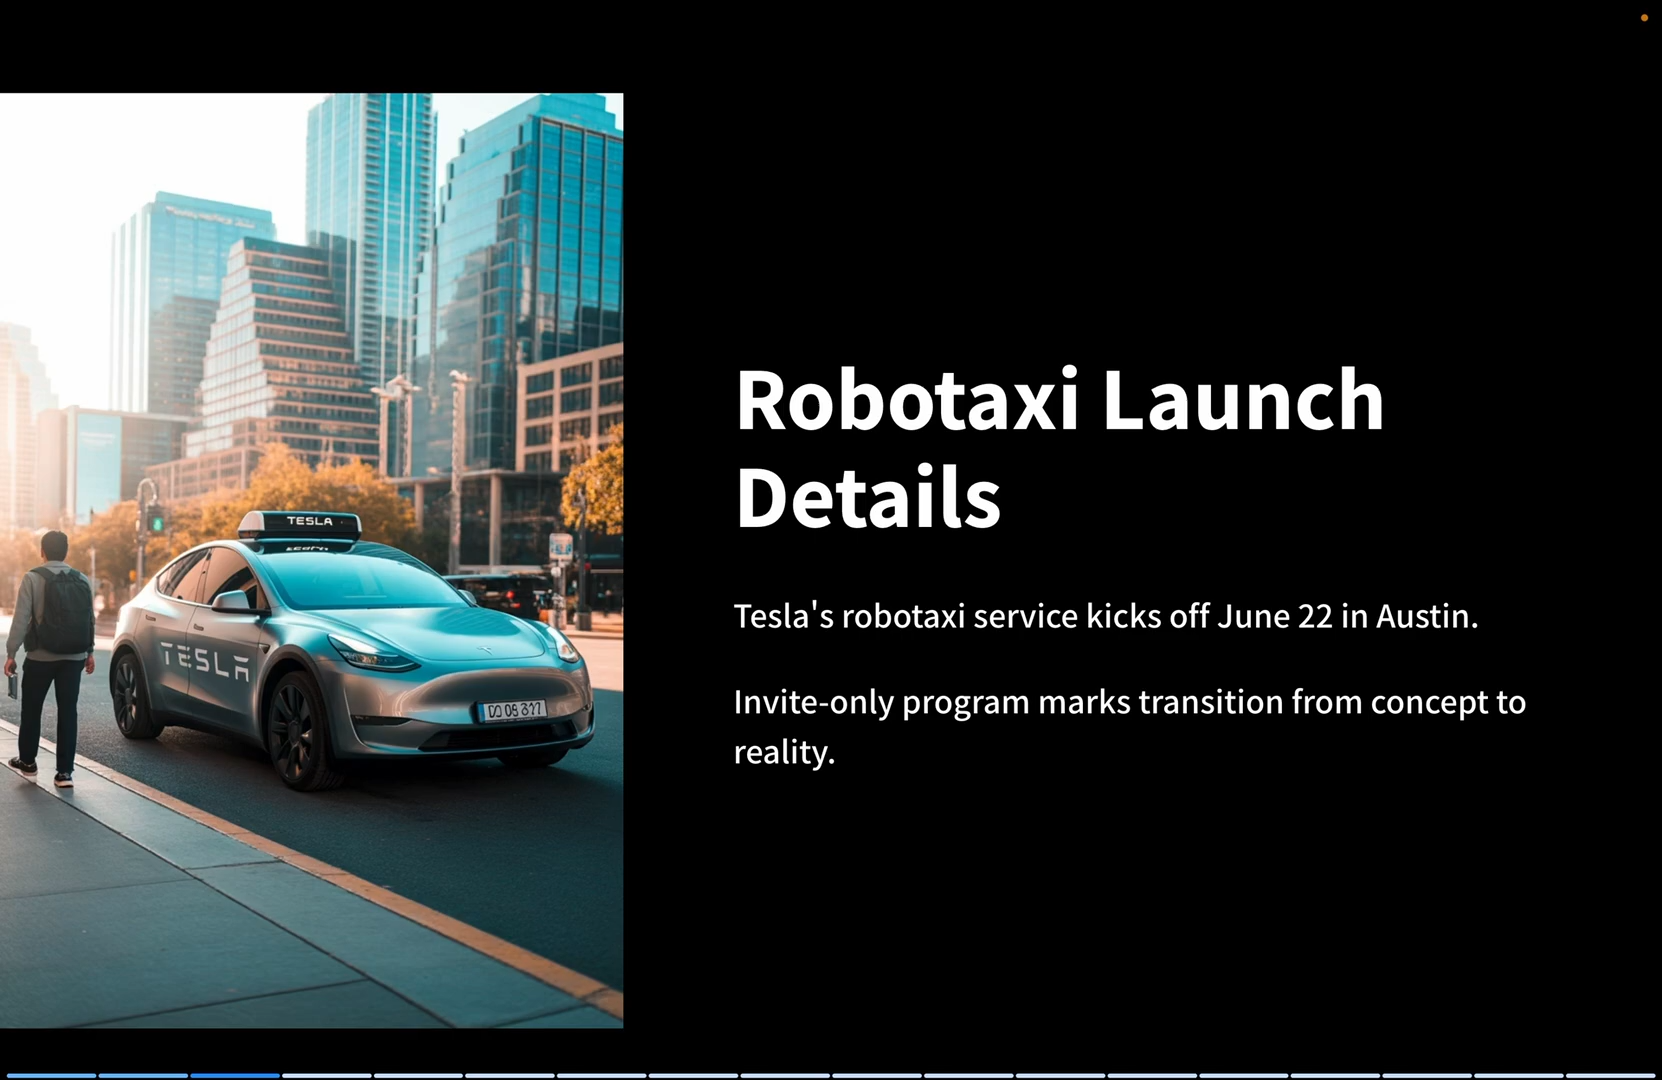 Robotaxi Launch
Details
Tesla's robotaxi service kicks off June 22 in Austin.
Invite-only program marks transition from concept to
reality.
TESLA
TESLA